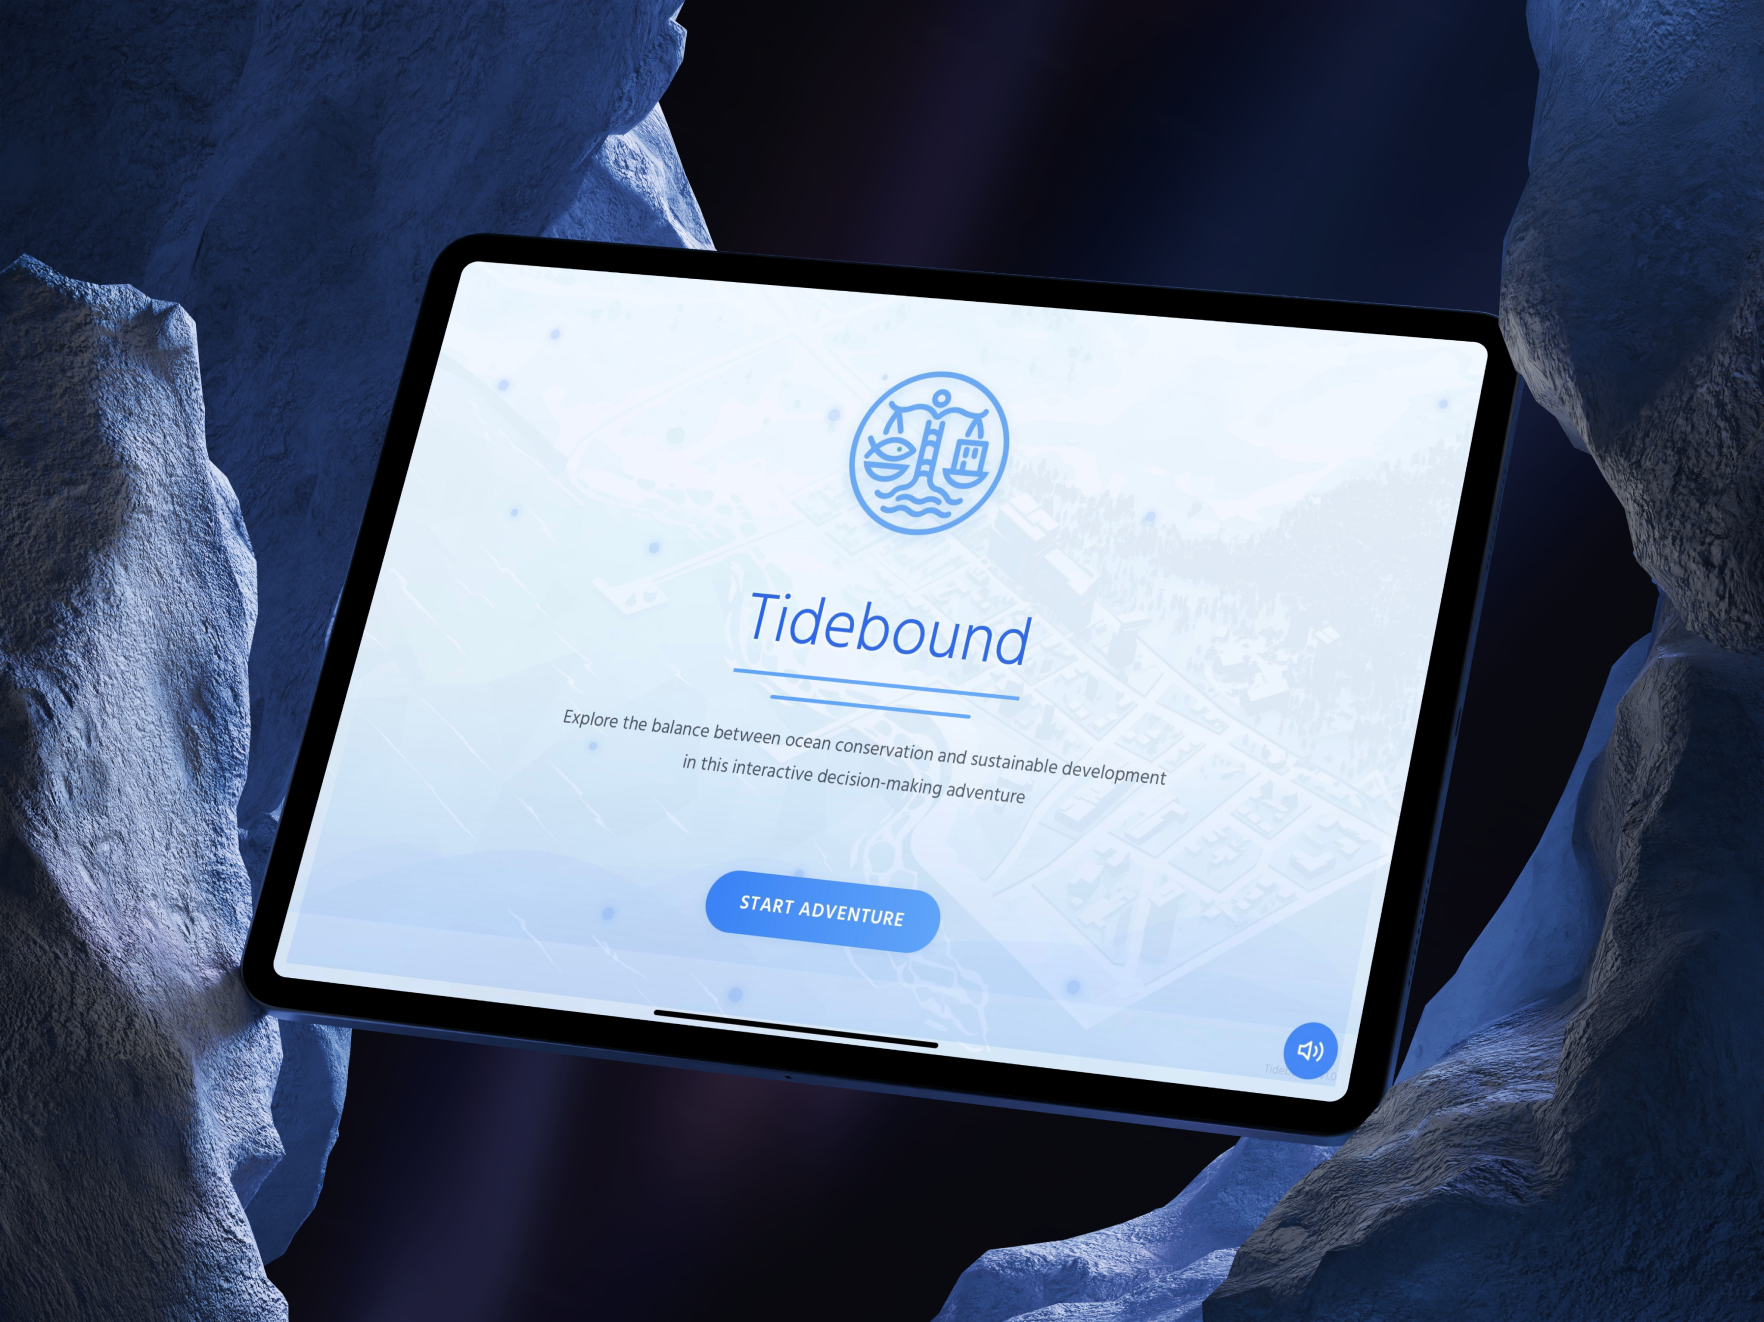 Tidebound
Explore the balance between ocean conservation and sustainable development
in this interactive decision-making adventure
START ADVENTURE